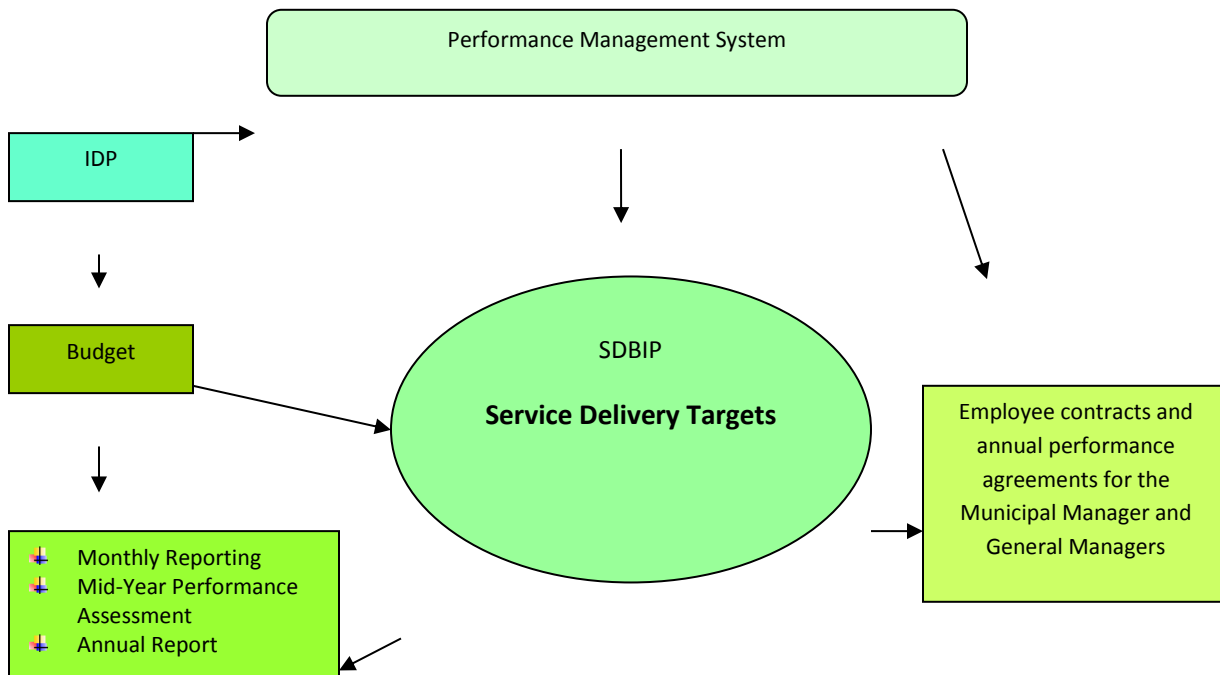 Performance Management System
IDP
Budget
SDBIP
Service Delivery Targets
Employee contracts and
annual performance
agreements for the
Municipal Manager and
General Managers
Monthly Reporting
Mid-Year Performance
Assessment
Annual Report